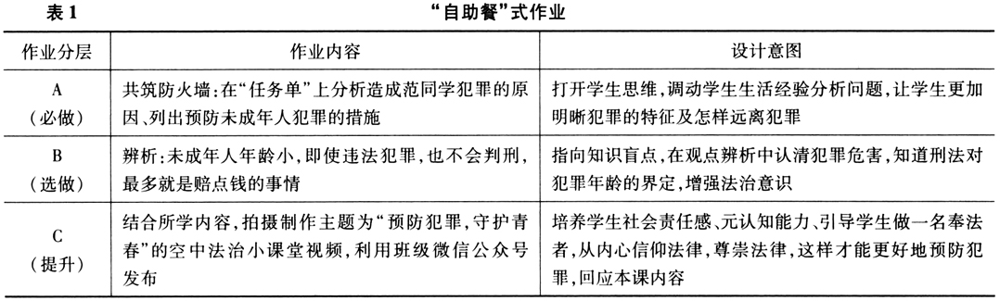 表1 “自助餐”式作业
作业分层 作业内容 设计意图
A
(必做)
共筑防火墙:在“任务单”上分析造成范同学犯罪的原
因、列出预防未成年人犯罪的措施
打开学生思维,调动学生生活经验分析问题,让学生更加
明晰犯罪的特征及怎样远离犯罪
B
(选做)
辨析:未成年人年龄小,即使违法犯罪,也不会判刑,
最多就是赔点钱的事情
指向知识盲点,在观点辨析中认清犯罪危害,知道刑法对
犯罪年龄的界定,增强法治意识
C
(提升)
结合所学内容,拍摄制作主题为“预防犯罪,守护青
春”的空中法治小课堂视频,利用班级微信公众号
发布
培养学生社会责任感、元认知能力、引导学生做一名奉法
者,从内心信仰法律,尊崇法律,这样才能更好地预防犯
罪,回应本课内容